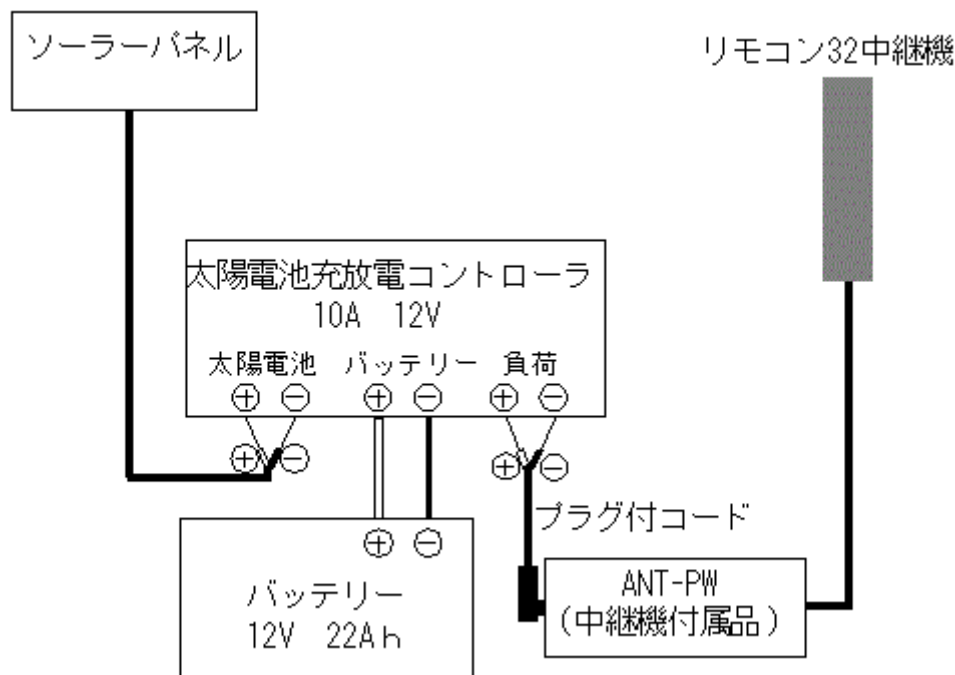 ソーラーパネル
リモコン32中継機
太陽電池充放電コントローラ
10A 12V
太陽電池 バッテリー 負荷
⊕ ⊖ ⊕ ⊖ ⊕ ⊖
⊕ ⊖ ⊕ ⊖
プラグ付コード
⊕ ⊖
バッテリー
12V 22Ah
ANT-PW
(中継機付属品)